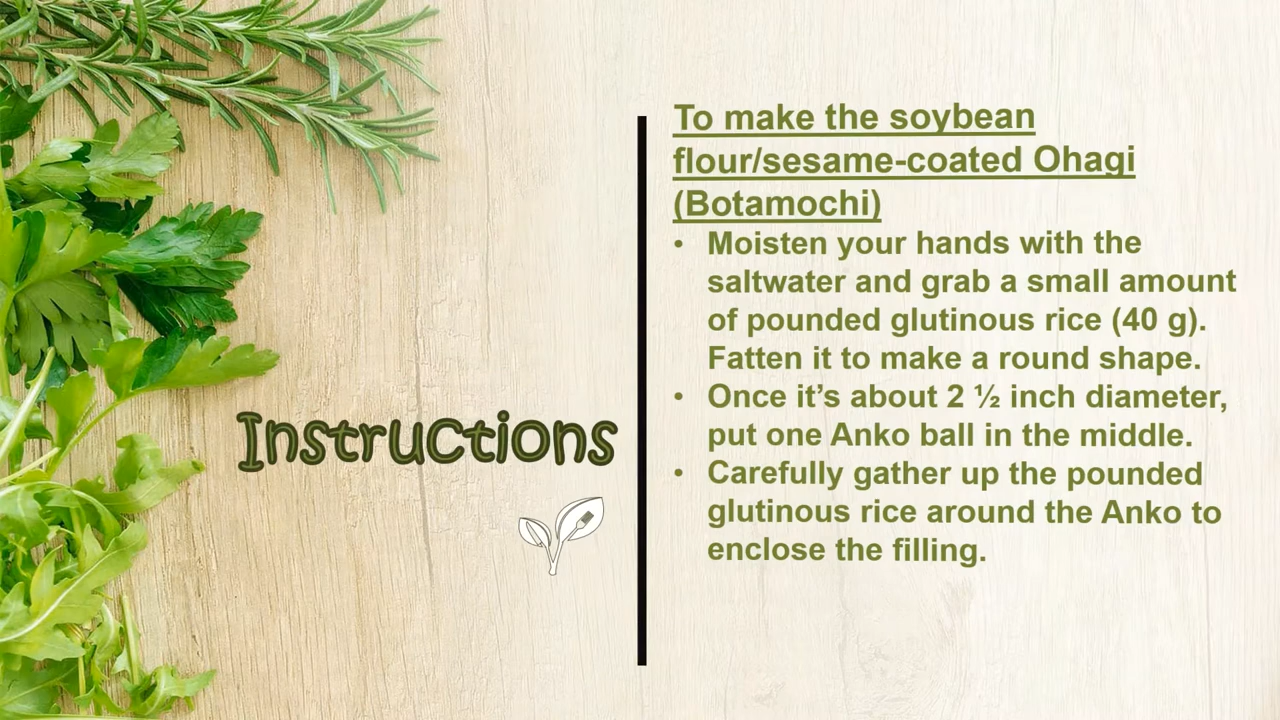 Instructions
To make the soybean
flour/sesame-coated Ohagi
(Botamochi)
• Moisten your hands with the
saltwater and grab a small amount
of pounded glutinous rice (40 g).
Fatten it to make a round shape.
• Once it’s about 2 ½ inch diameter,
put one Anko ball in the middle.
• Carefully gather up the pounded
glutinous rice around the Anko to
enclose the filling.